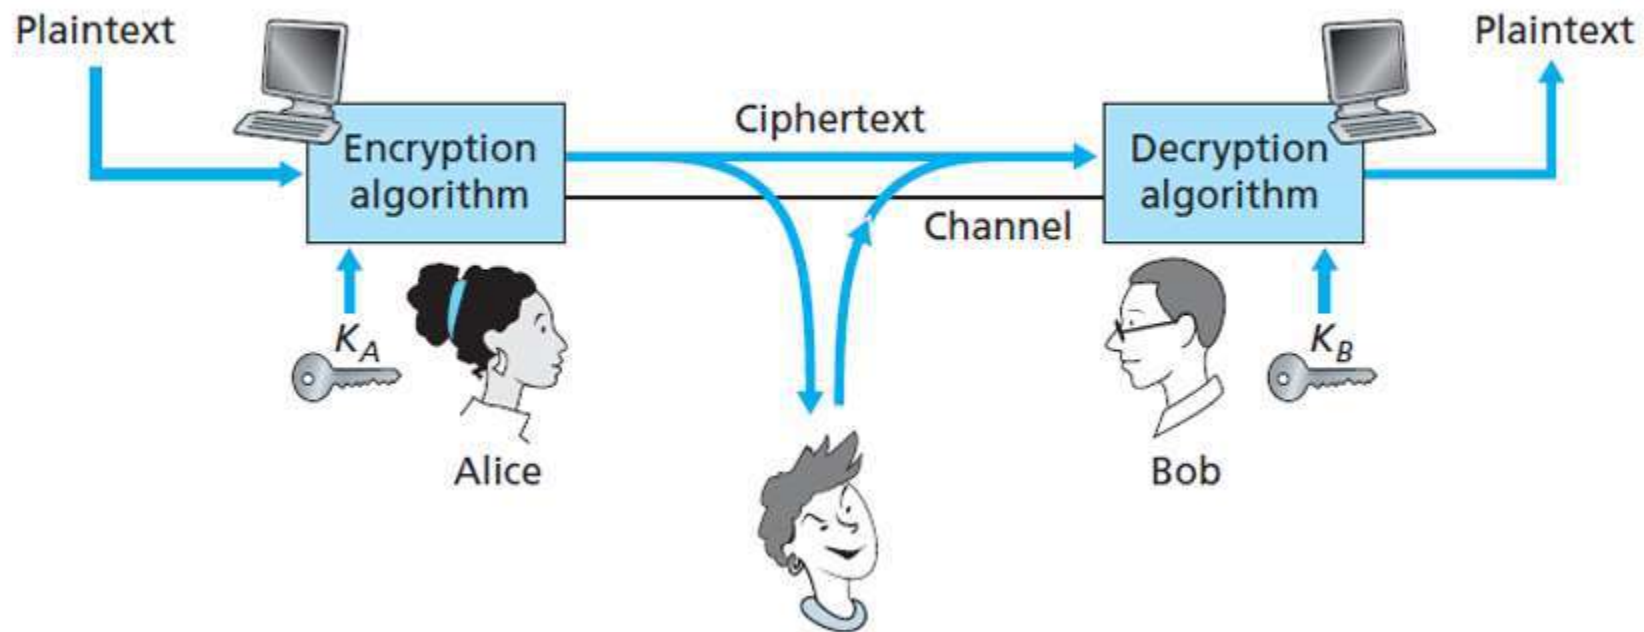 Plaintext
Plaintext
Ciphertext
Encryption
algorithm
Decryption
algorithm
Channel
K_A
K_B
Alice
Bob